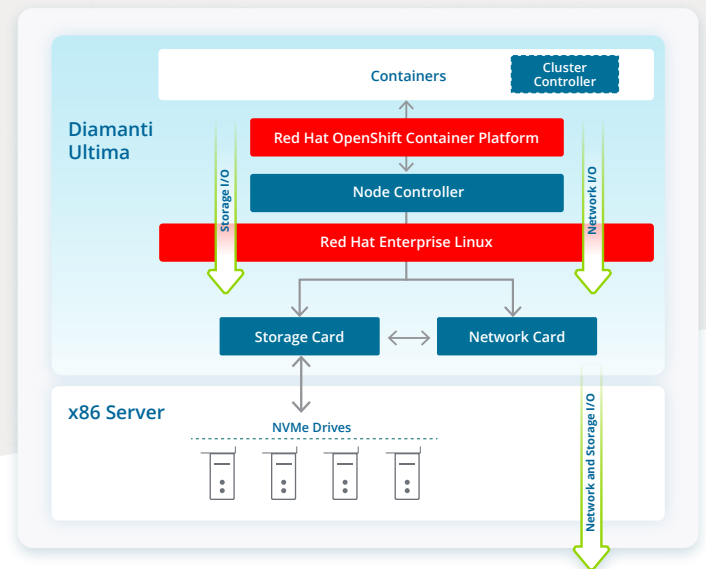 Containers
Cluster
Controller
Diamanti
Ultima
Red Hat OpenShift Container Platform
Storage I/O
Network I/O
Node Controller
Red Hat Enterprise Linux
Storage Card
Network Card
x86 Server
NVMe Drives
Network and Storage I/O